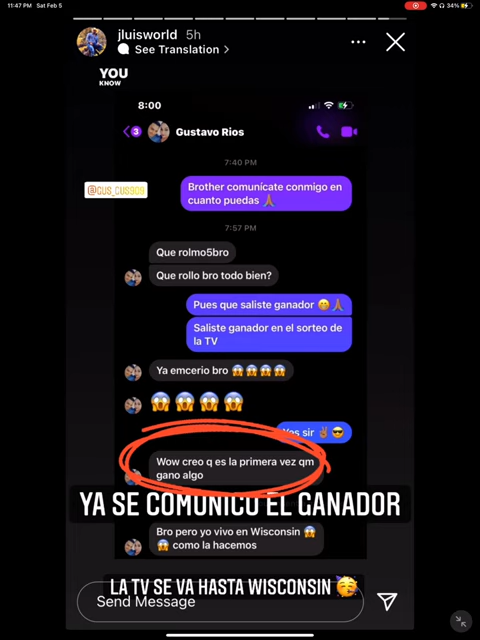 11:47 PM Sat Feb 5
34%
jluisworld 5h
See Translation >
YOU
KNOW
8:00
3
Gustavo Rios
7:40 PM
@GUS_GUS909
Brother comunícate conmigo en
cuanto puedas 🙏🏾
7:57 PM
Que rolmo5bro
Que rollo bro todo bien?
Pues que saliste ganador 🤭🙏🏾
Saliste ganador en el sorteo de
la TV
Ya emcerio bro 😱😱😱😱
😱😱😱😱
Yes sir ✌🏾😎
Wow creo q es la primera vez qm
gano algo
YA SE COMUNICO EL GANADOR
Bro pero yo vivo en Wisconsin 😱
😱 como la hacemos
LA TV SE VA HASTA WISCONSIN 🥳
Send Message